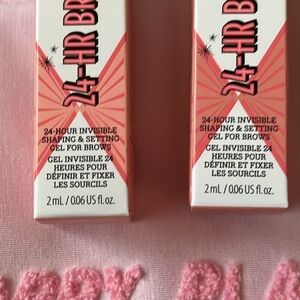 24-HR BR
24-HOUR INVISIBLE
SHAPING & SETTING
GEL FOR BROWS
GEL INVISIBLE 24
HEURES POUR
DÉFINIR ET FIXER
LES SOURCILS
2 mL / 0.06 US fl. oz.
24-HR BR
24-HOUR INVISIBLE
SHAPING & SETTING
GEL FOR BROWS
GEL INVISIBLE 24
HEURES POUR
DÉFINIR ET FIXER
LES SOURCILS
2 mL / 0.06 US fl. oz.